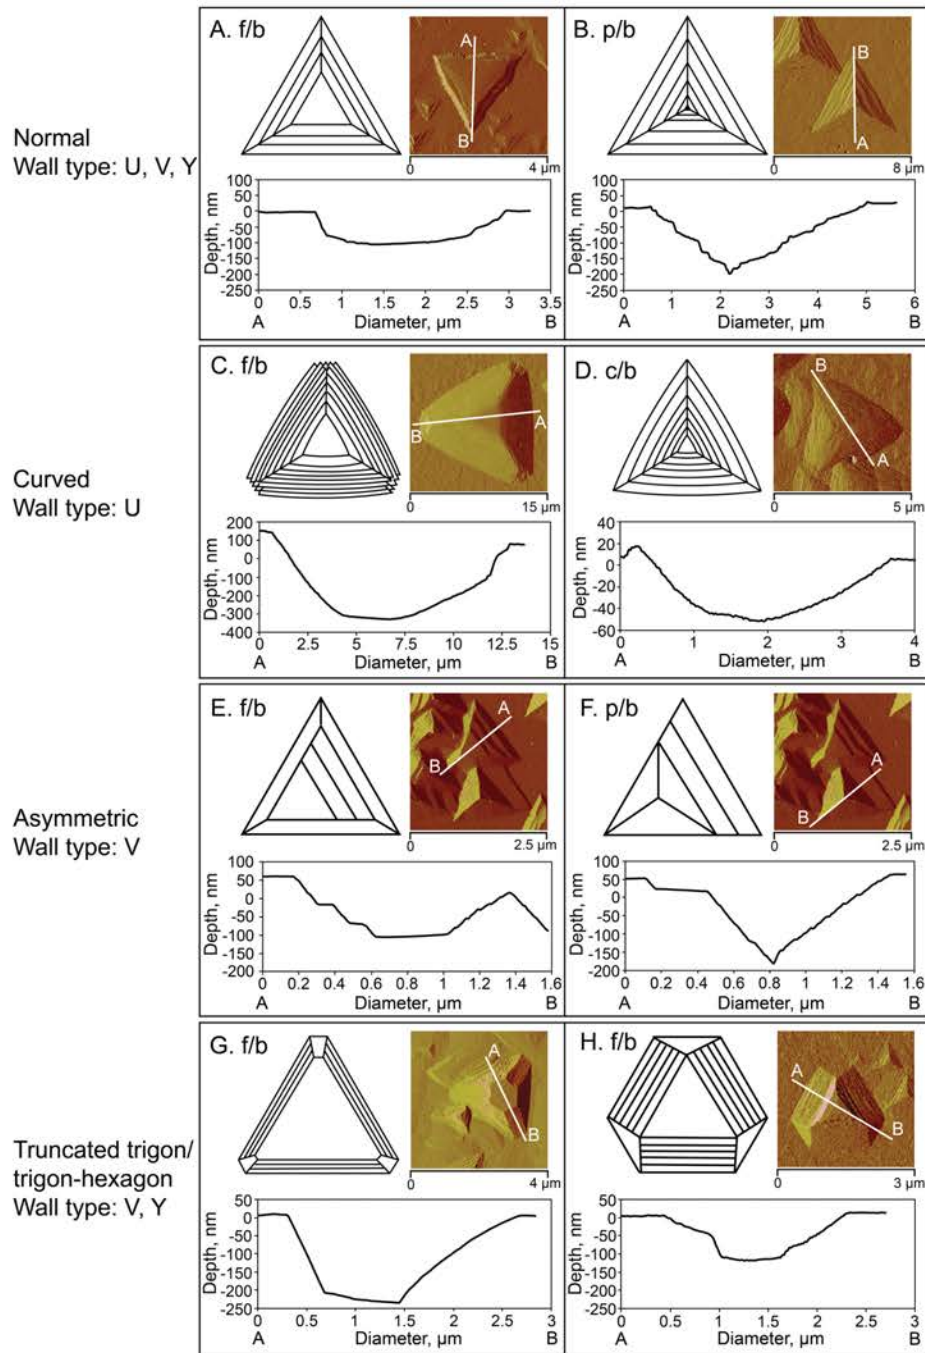 Normal
Wall type: U, V, Y
A. f/b
A
B
0 4 µm
Depth, nm
100
50
0
-50
-100
-150
-200
-250
0 0.5 1 1.5 2 2.5 3 3.5
A Diameter, µm B
B. p/b
B
A
0 8 µm
Depth, nm
100
50
0
-50
-100
-150
-200
-250
0 1 2 3 4 5 6
A Diameter, µm B
Curved
Wall type: U
C. f/b
B A
0 15 µm
Depth, nm
200
100
0
-100
-200
-300
-400
0 2.5 5 7.5 10 12.5 15
A Diameter, µm B
D. c/b
B
A
0 5 µm
Depth, nm
40
20
0
-20
-40
-60
0 1 2 3 4
A Diameter, µm B
Asymmetric
Wall type: V
E. f/b
A
B
0 2.5 µm
Depth, nm
100
50
0
-50
-100
-150
-200
0 0.2 0.4 0.6 0.8 1 1.2 1.4 1.6
A Diameter, µm B
F. p/b
A
B
0 2.5 µm
Depth, nm
100
50
0
-50
-100
-150
-200
0 0.2 0.4 0.6 0.8 1 1.2 1.4 1.6
A Diameter, µm B
Truncated trigon/
trigon-hexagon
Wall type: V, Y
G. f/b
A
B
0 4 µm
Depth, nm
50
0
-50
-100
-150
-200
-250
0 0.5 1 1.5 2 2.5 3
A Diameter, µm B
H. f/b
A
B
0 3 µm
Depth, nm
50
0
-50
-100
-150
-200
-250
0 0.5 1 1.5 2 2.5 3
A Diameter, µm B